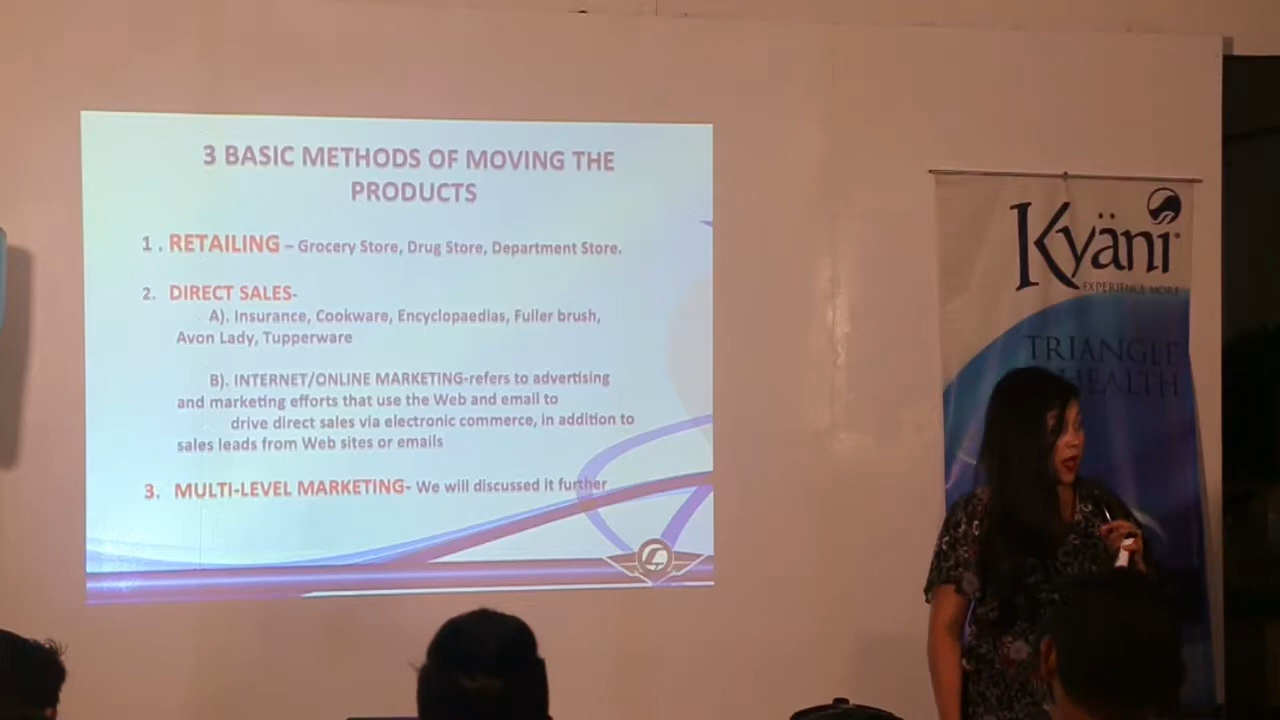 3 BASIC METHODS OF MOVING THE
PRODUCTS
1 . RETAILING – Grocery Store, Drug Store, Department Store.
2. DIRECT SALES-
A). Insurance, Cookware, Encyclopaedias, Fuller brush,
Avon Lady, Tupperware
B). INTERNET/ONLINE MARKETING-refers to advertising
and marketing efforts that use the Web and email to
drive direct sales via electronic commerce, in addition to
sales leads from Web sites or emails
3. MULTI-LEVEL MARKETING- We will discussed it further
Kyäni
EXPERIENCE MORE
TRIANGLE
HEALTH